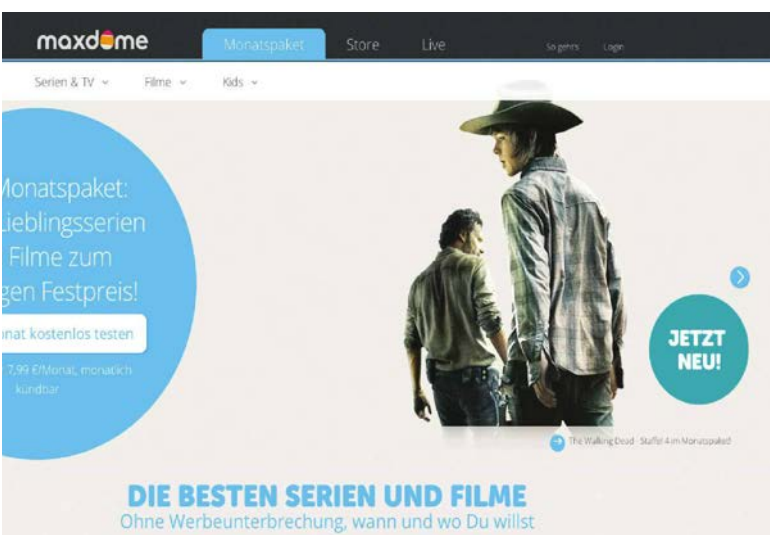 maxdome
Monatspaket Store Live So gehts Login
Serien & TV Filme Kids
Monatspaket:
Lieblingsserien
Filme zum
gen Festpreis!
nat kostenlos testen
7,99 €/Monat, monatlich
kündbar
JETZT
NEU!
The Walking Dead - Staffel 4 im Monatspaket!
DIE BESTEN SERIEN UND FILME
Ohne Werbeunterbrechung, wann und wo Du willst